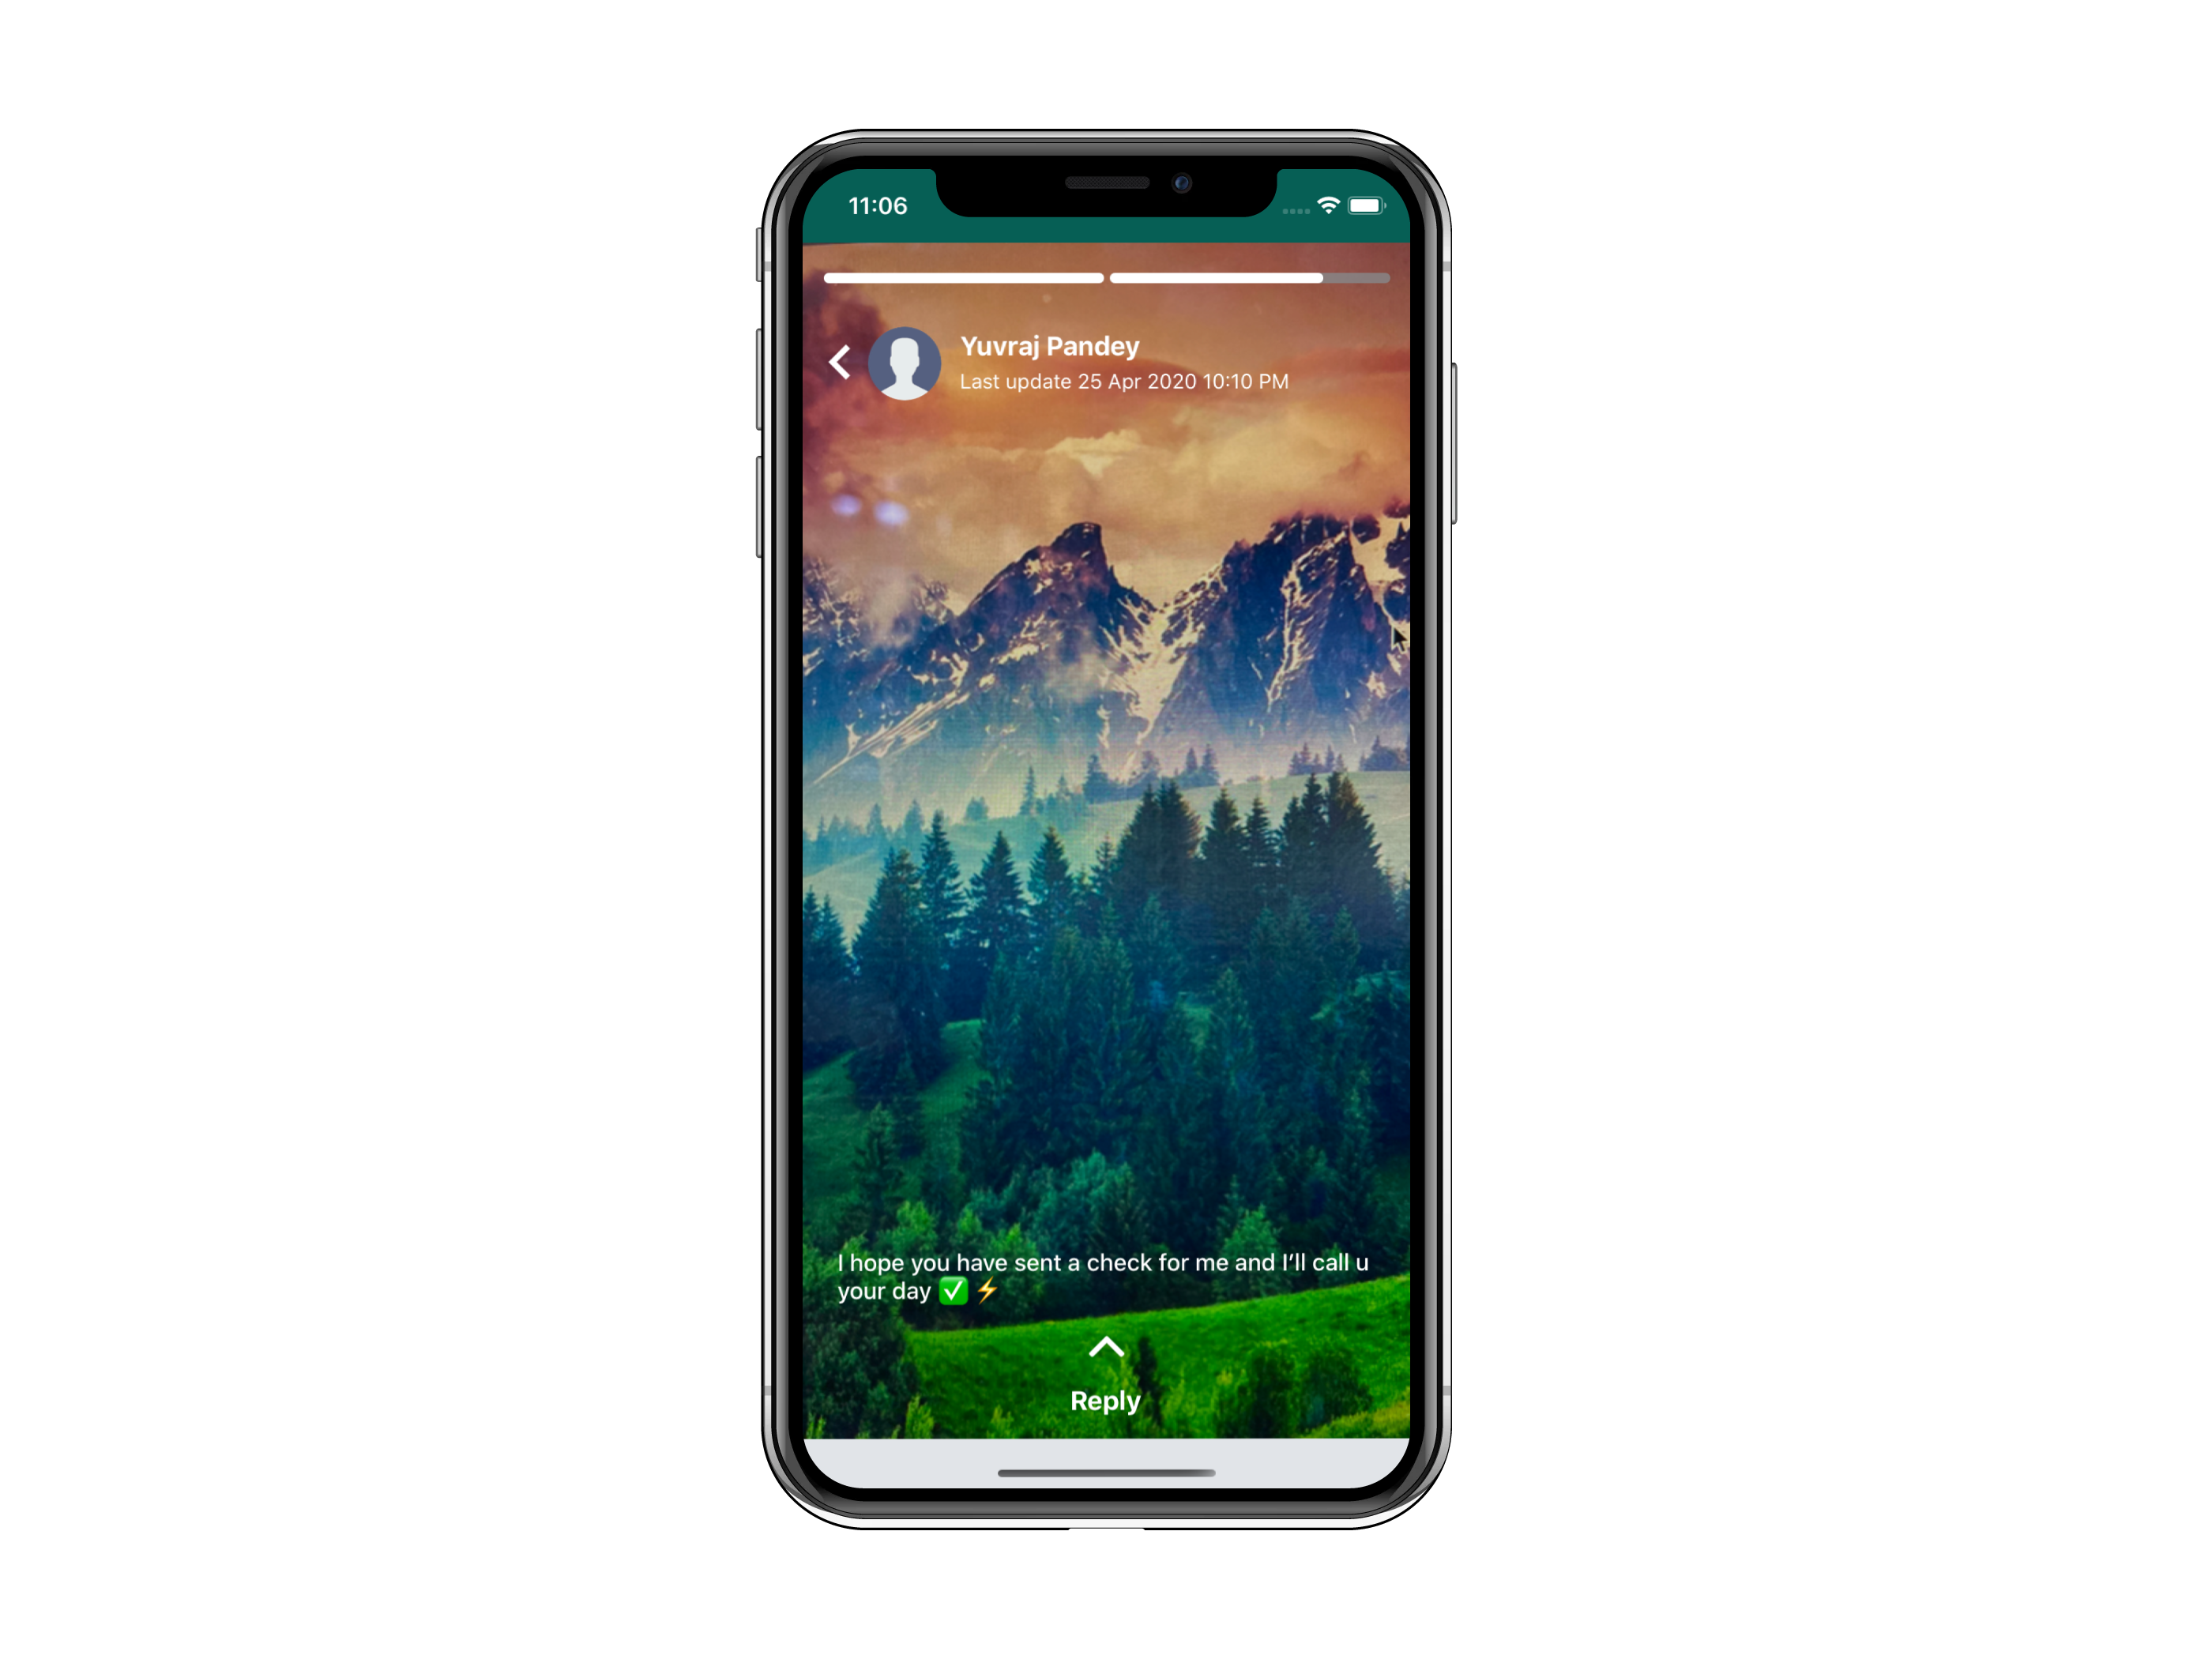 11:06
Yuvraj Pandey
Last update 25 Apr 2020 10:10 PM
I hope you have sent a check for me and I’ll call u
your day ✅ ⚡
Reply